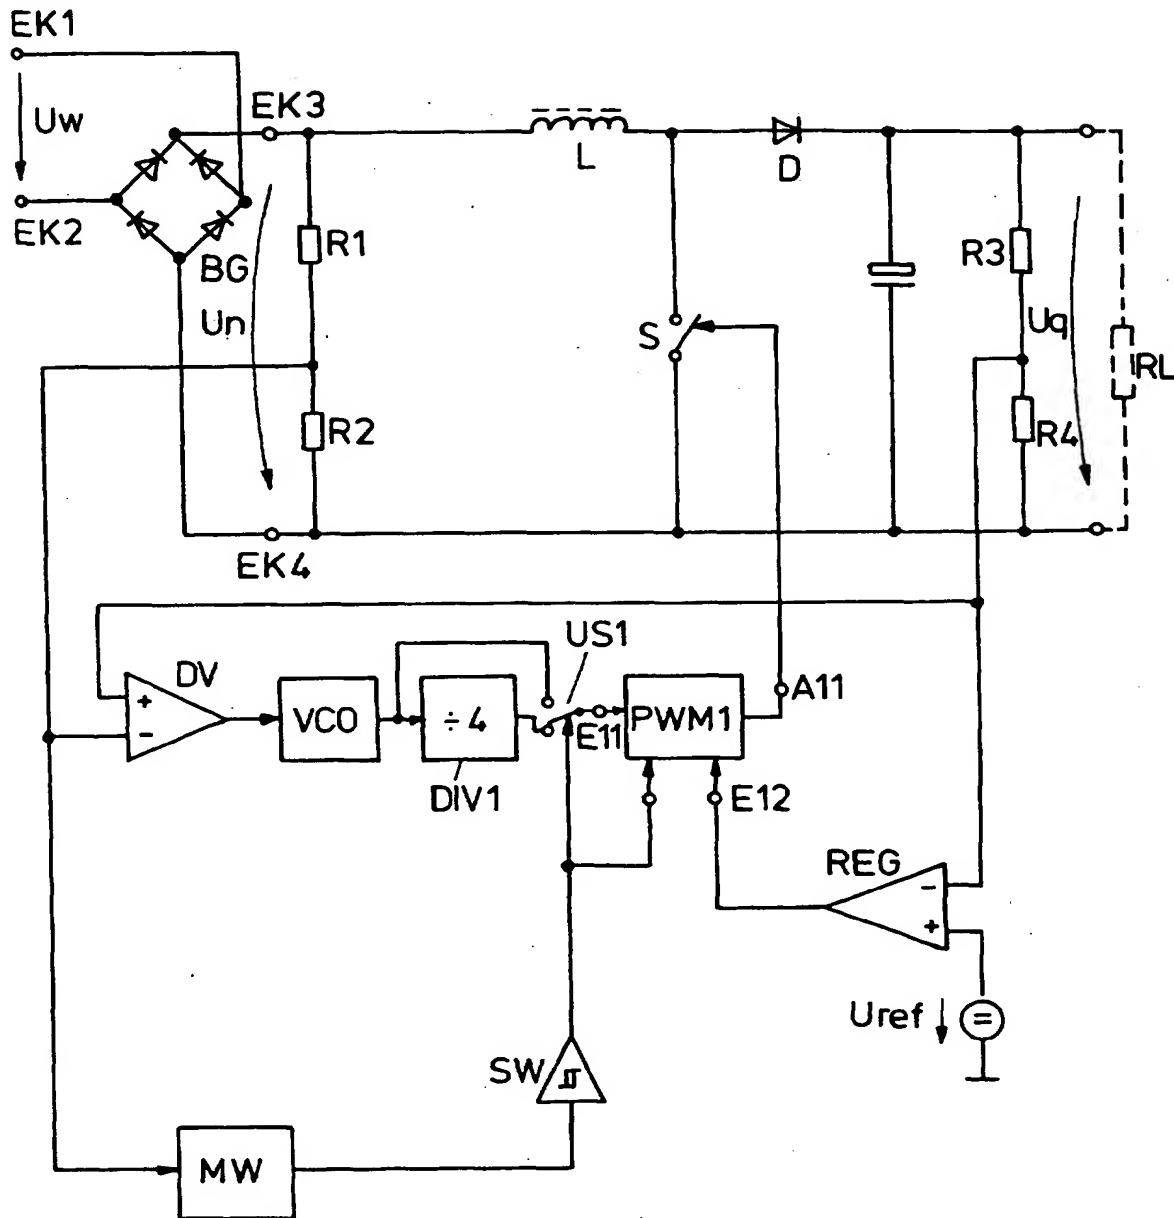 EK1
Uw
EK2
EK3
BG
Un
R1
R2
EK4
L
D
S
R3
Uq
R4
RL
DV
+
-
VCO
÷4
DIV1
US1
E11
PWM1
A11
E12
REG
-
+
Uref
=
SW
MW